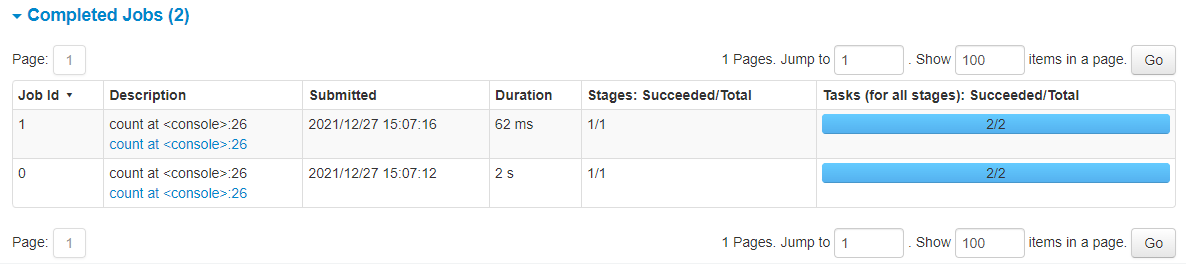 Completed Jobs (2)
Page: 1 1 Pages. Jump to 1 . Show 100 items in a page. Go
Job Id Description Submitted Duration Stages: Succeeded/Total Tasks (for all stages): Succeeded/Total
1 count at <console>:26 2021/12/27 15:07:16 62 ms 1/1 2/2
count at <console>:26
0 count at <console>:26 2021/12/27 15:07:12 2 s 1/1 2/2
count at <console>:26
Page: 1 1 Pages. Jump to 1 . Show 100 items in a page. Go